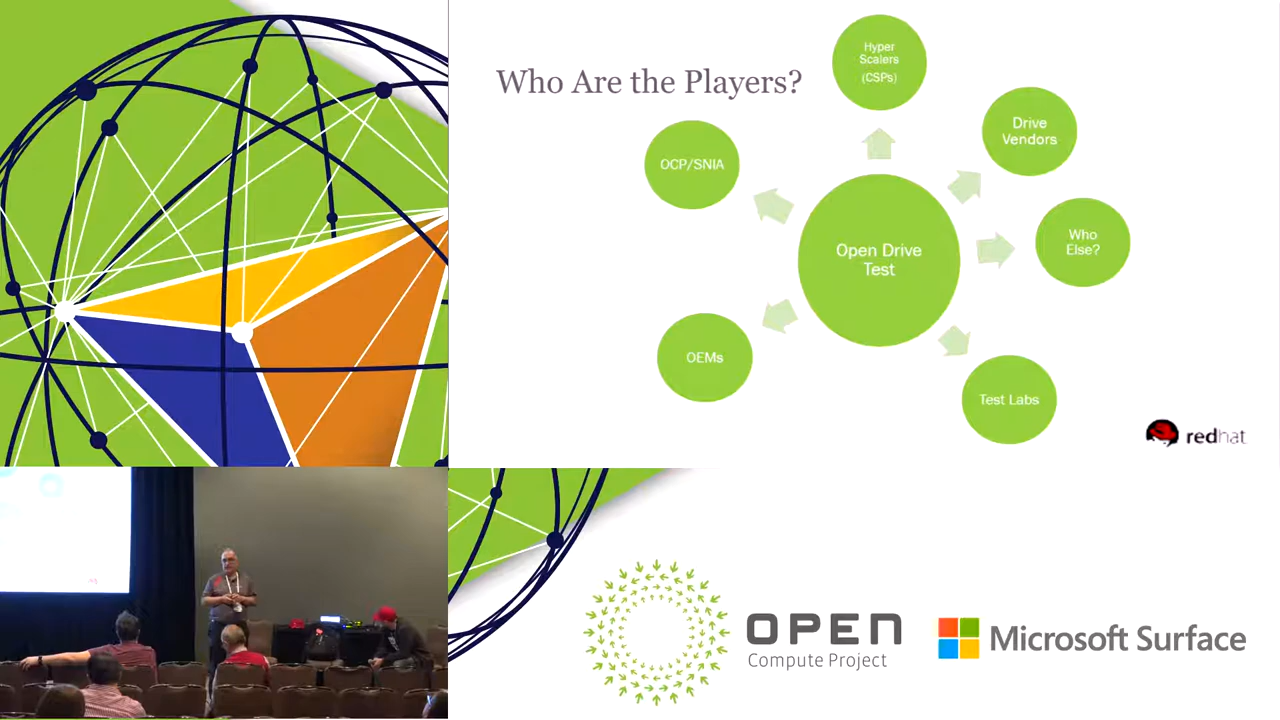 Who Are the Players?
Hyper
Scalers
(CSPs)
Drive
Vendors
OCP/SNIA
Who
Else?
Open Drive
Test
OEMs
Test Labs
redhat
OPEN
Compute Project
Microsoft Surface